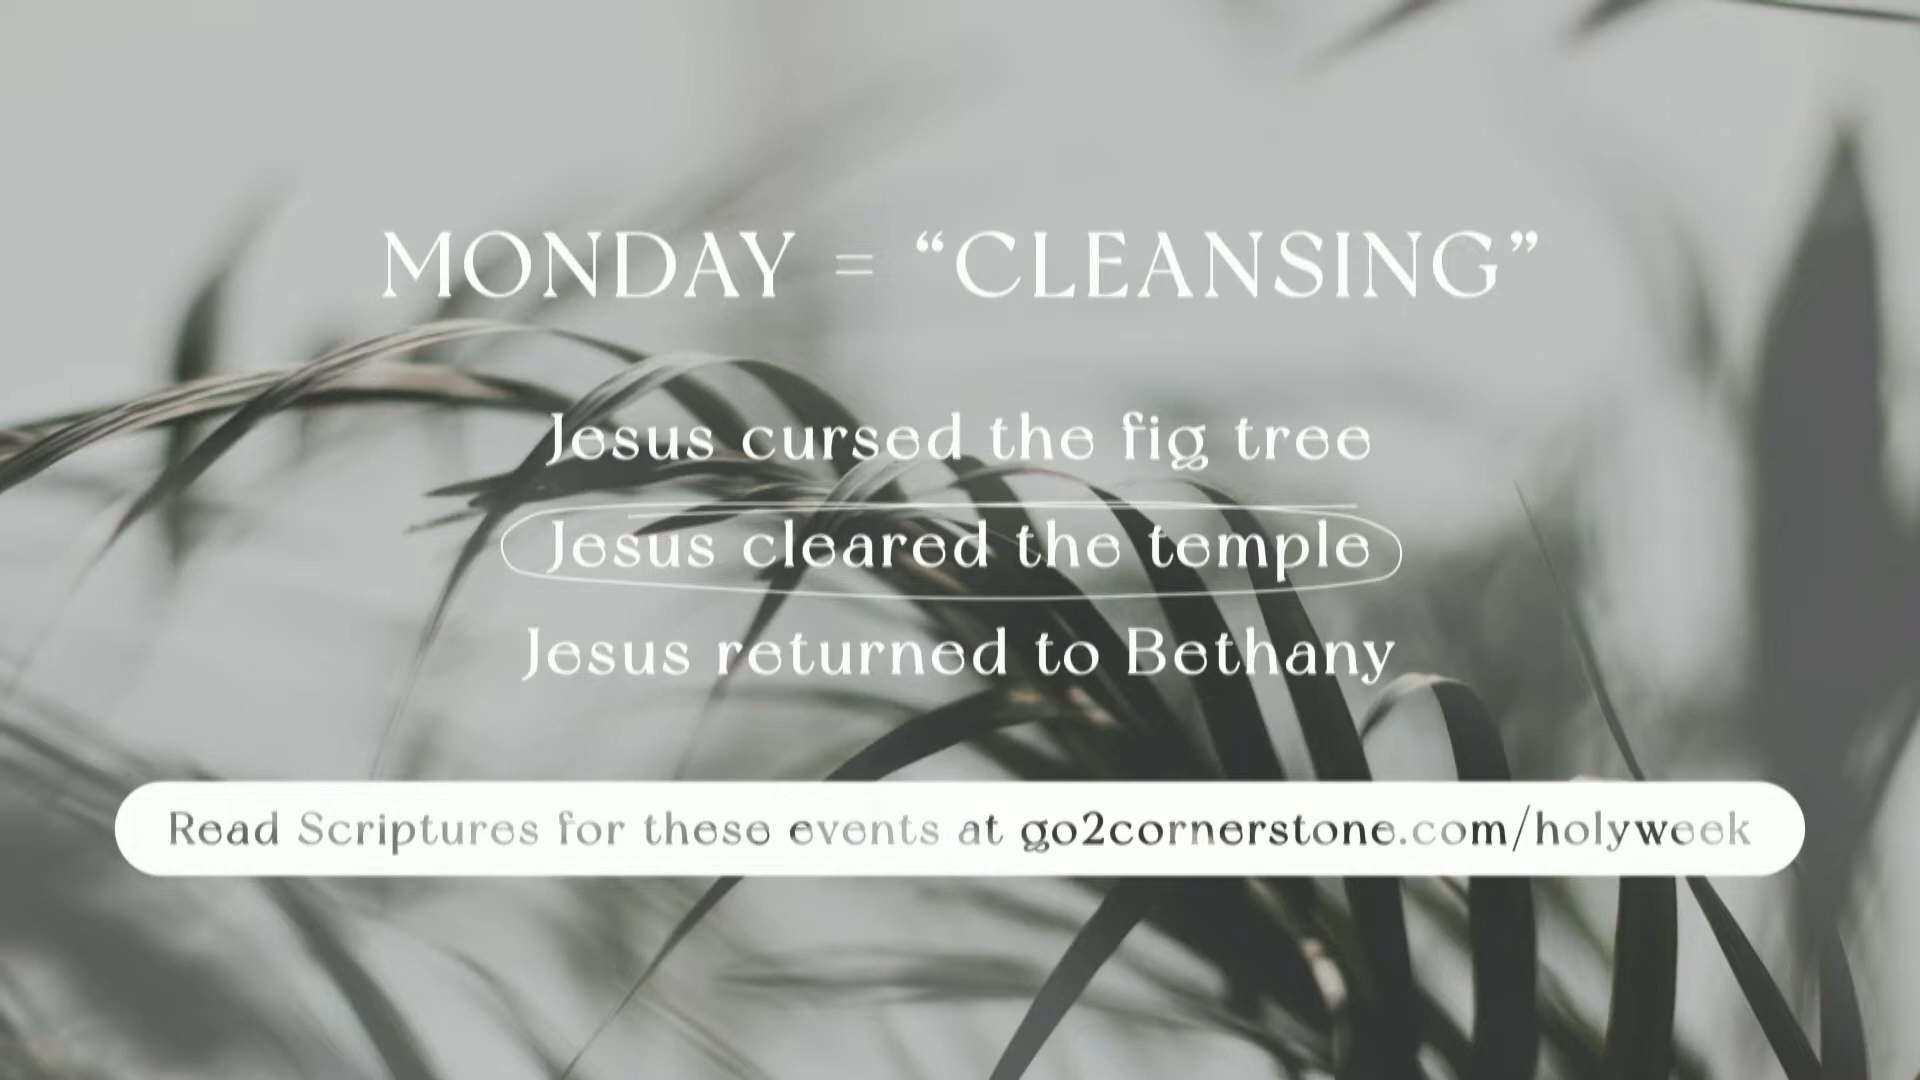 MONDAY = “CLEANSING”
Jesus cursed the fig tree
Jesus cleared the temple
Jesus returned to Bethany
Read Scriptures for these events at go2cornerstone.com/holyweek